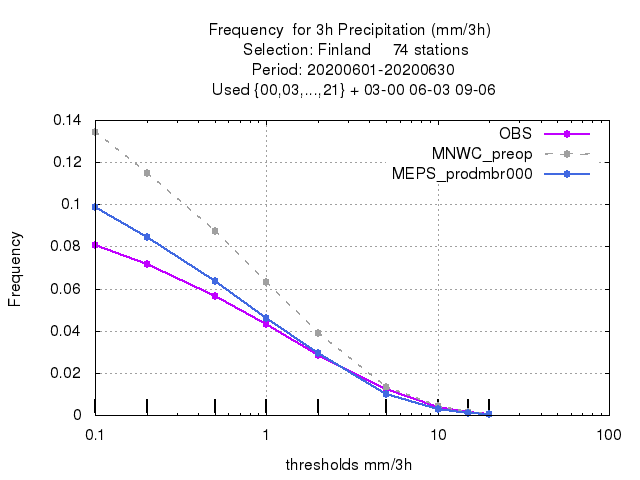 Frequency for 3h Precipitation (mm/3h)
Selection: Finland 74 stations
Period: 20200601-20200630
Used {00,03,...,21} + 03-00 06-03 09-06
OBS
MNWC_preop
MEPS_prodmbr000
0.14
0.12
0.1
0.08
0.06
0.04
0.02
0
Frequency
0.1 1 10 100
thresholds mm/3h